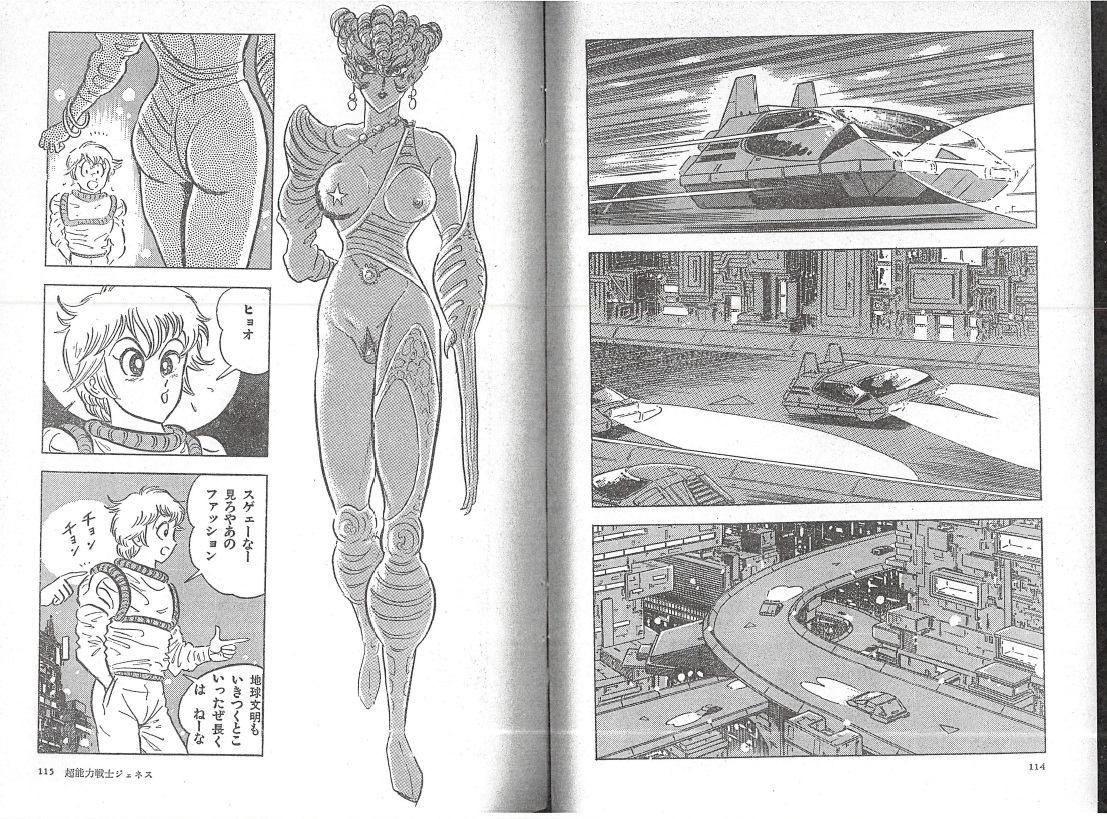 114
ヒョオ
スゲェーなー
見ろやあの
ファッション
チョン
チョン
地球文明も
いきつくとこ
いったぜ長く
は ねーな
115 超能力戦士ジェネス